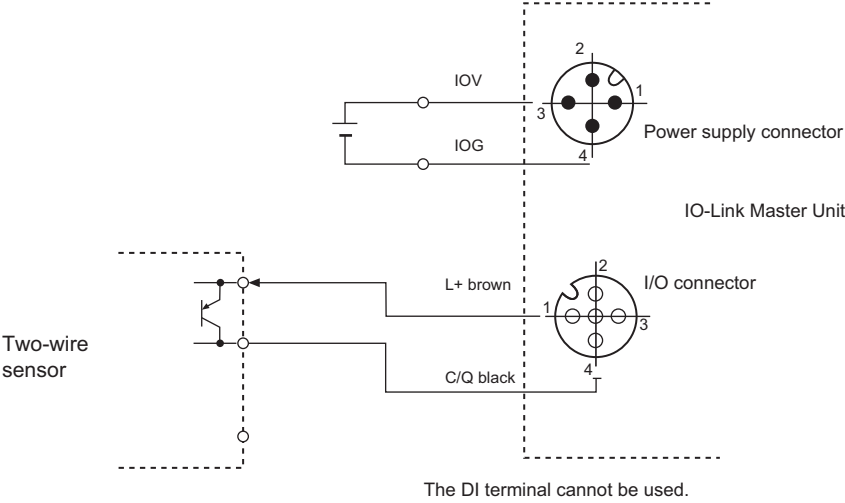 2
IOV
1
3
Power supply connector
IOG
4
IO-Link Master Unit
2
L+ brown
I/O connector
1
3
Two-wire
sensor
4
C/Q black
The DI terminal cannot be used.